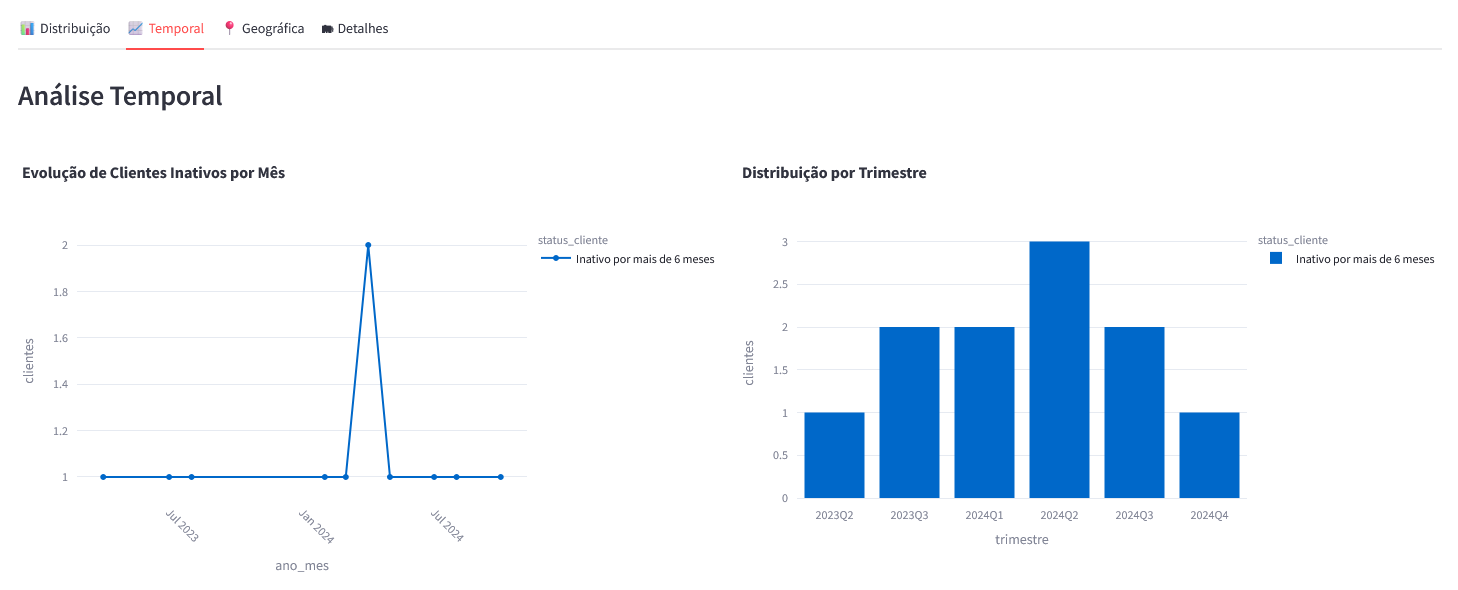 Distribuição Temporal Geográfica Detalhes
Análise Temporal
Evolução de Clientes Inativos por Mês
clientes
2
1.8
1.6
1.4
1.2
1
Jul 2023
Jan 2024
Jul 2024
ano_mes
status_cliente
Inativo por mais de 6 meses
Distribuição por Trimestre
clientes
3
2.5
2
1.5
1
0.5
0
2023Q2
2023Q3
2024Q1
2024Q2
2024Q3
2024Q4
trimestre
status_cliente
Inativo por mais de 6 meses